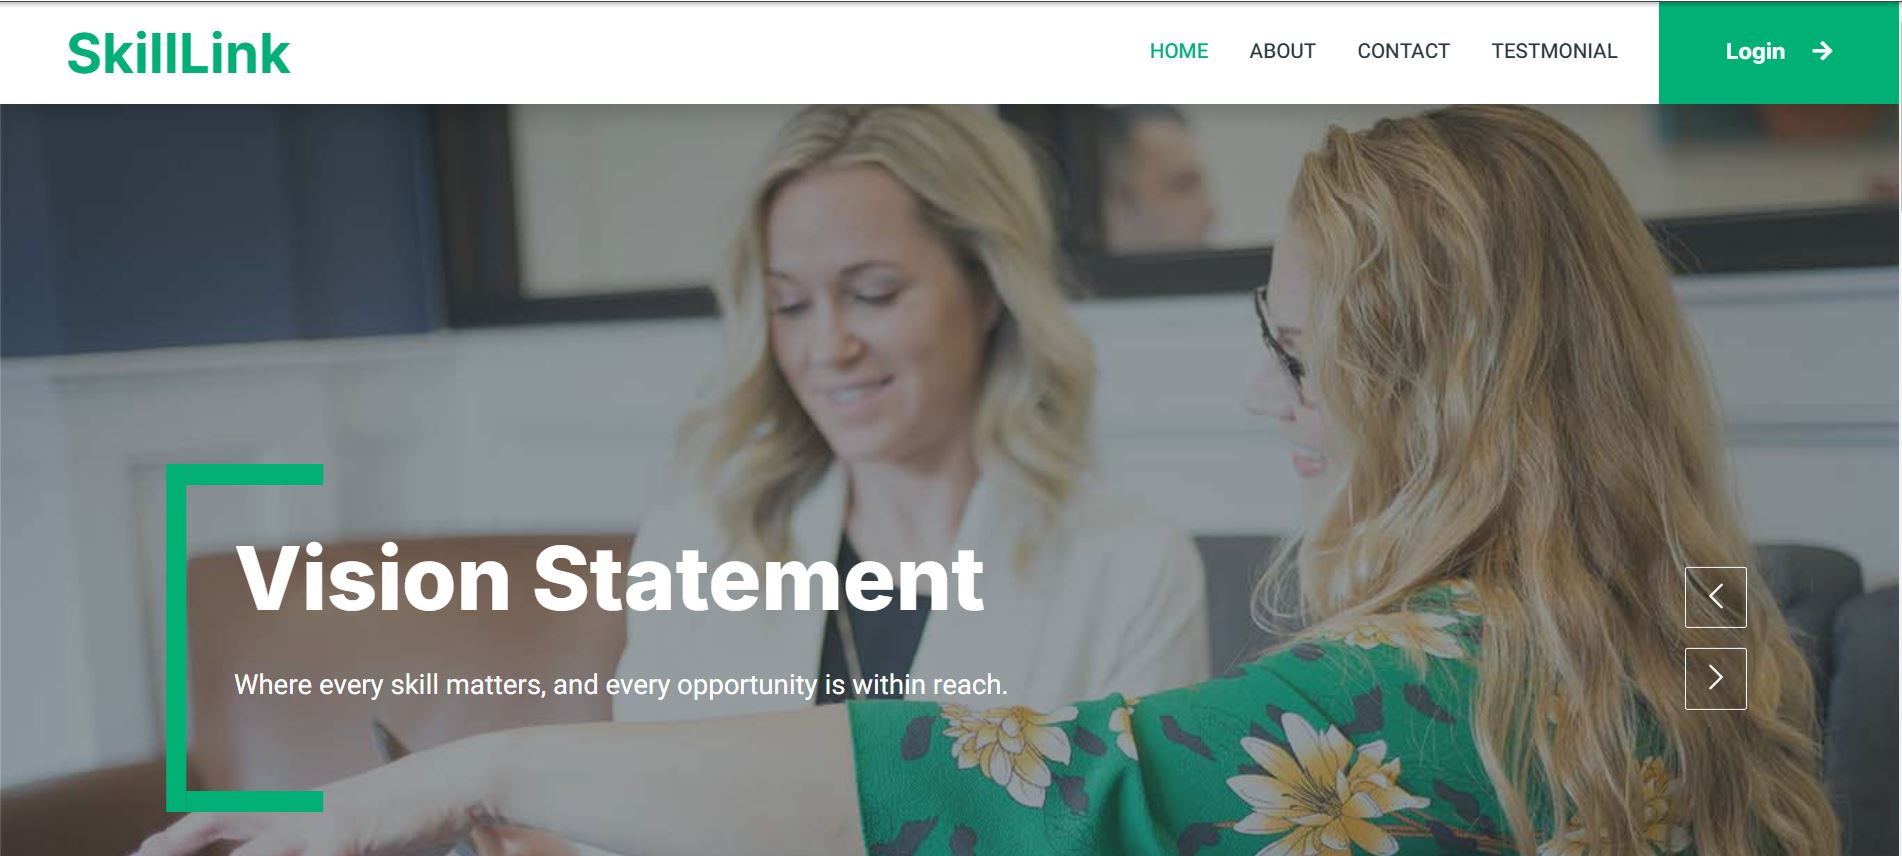 SkillLink
HOME ABOUT CONTACT TESTMONIAL Login
Vision Statement
Where every skill matters, and every opportunity is within reach.